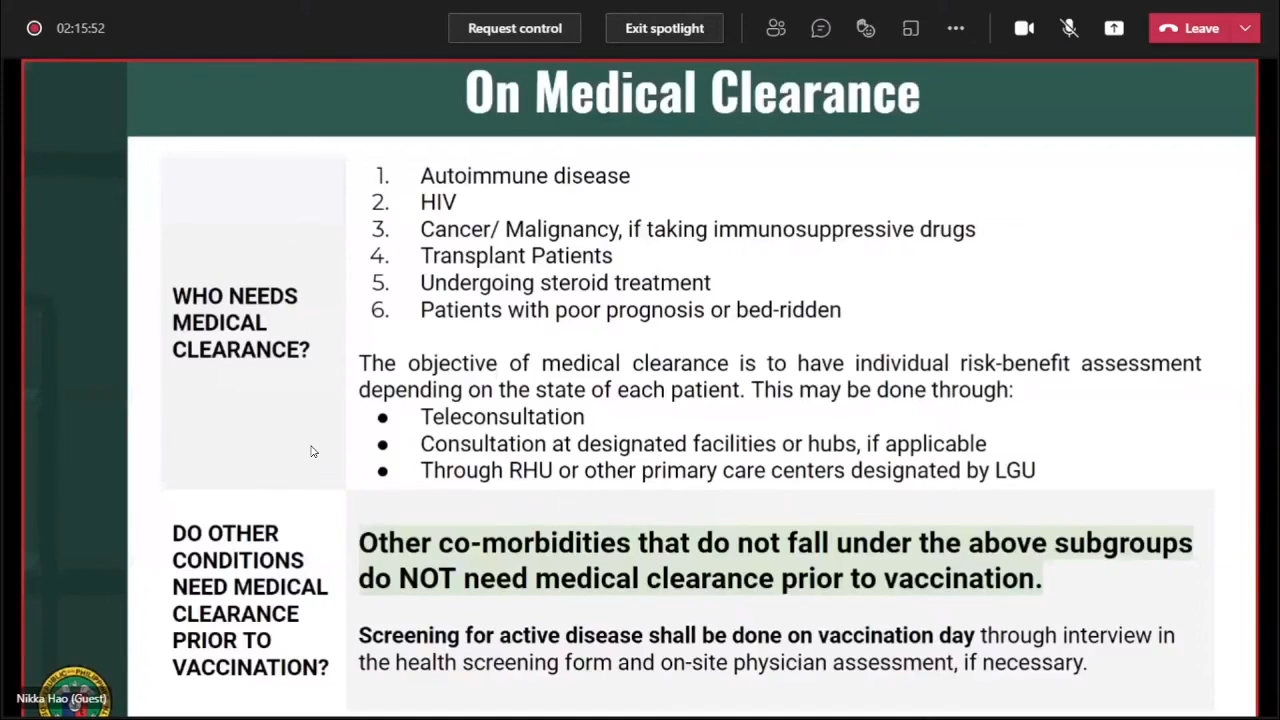 02:15:52
Request control
Exit spotlight
Leave
On Medical Clearance
WHO NEEDS
MEDICAL
CLEARANCE?
1. Autoimmune disease
2. HIV
3. Cancer/ Malignancy, if taking immunosuppressive drugs
4. Transplant Patients
5. Undergoing steroid treatment
6. Patients with poor prognosis or bed-ridden
The objective of medical clearance is to have individual risk-benefit assessment
depending on the state of each patient. This may be done through:
● Teleconsultation
● Consultation at designated facilities or hubs, if applicable
● Through RHU or other primary care centers designated by LGU
DO OTHER
CONDITIONS
NEED MEDICAL
CLEARANCE
PRIOR TO
VACCINATION?
Other co-morbidities that do not fall under the above subgroups
do NOT need medical clearance prior to vaccination.
Screening for active disease shall be done on vaccination day through interview in
the health screening form and on-site physician assessment, if necessary.
Nikka Hao (Guest)